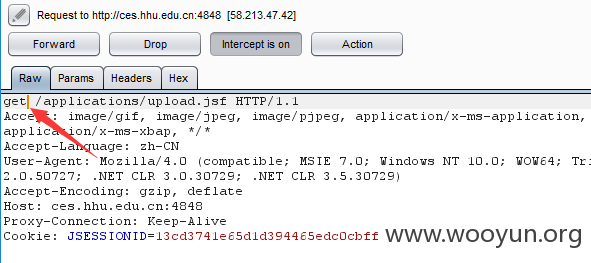 Request to http://ces.hhu.edu.cn:4848 [58.213.47.42]
Forward Drop Intercept is on Action
Raw Params Headers Hex
get /applications/upload.jsf HTTP/1.1
Accept: image/gif, image/jpeg, image/pjpeg, application/x-ms-application,
application/x-ms-xbap, */*
Accept-Language: zh-CN
User-Agent: Mozilla/4.0 (compatible; MSIE 7.0; Windows NT 10.0; WOW64; Tri
2.0.50727; .NET CLR 3.0.30729; .NET CLR 3.5.30729)
Accept-Encoding: gzip, deflate
Host: ces.hhu.edu.cn:4848
Proxy-Connection: Keep-Alive
Cookie: JSESSIONID=13cd3741e65d1d394465edc0cbff
www.wooyun.org